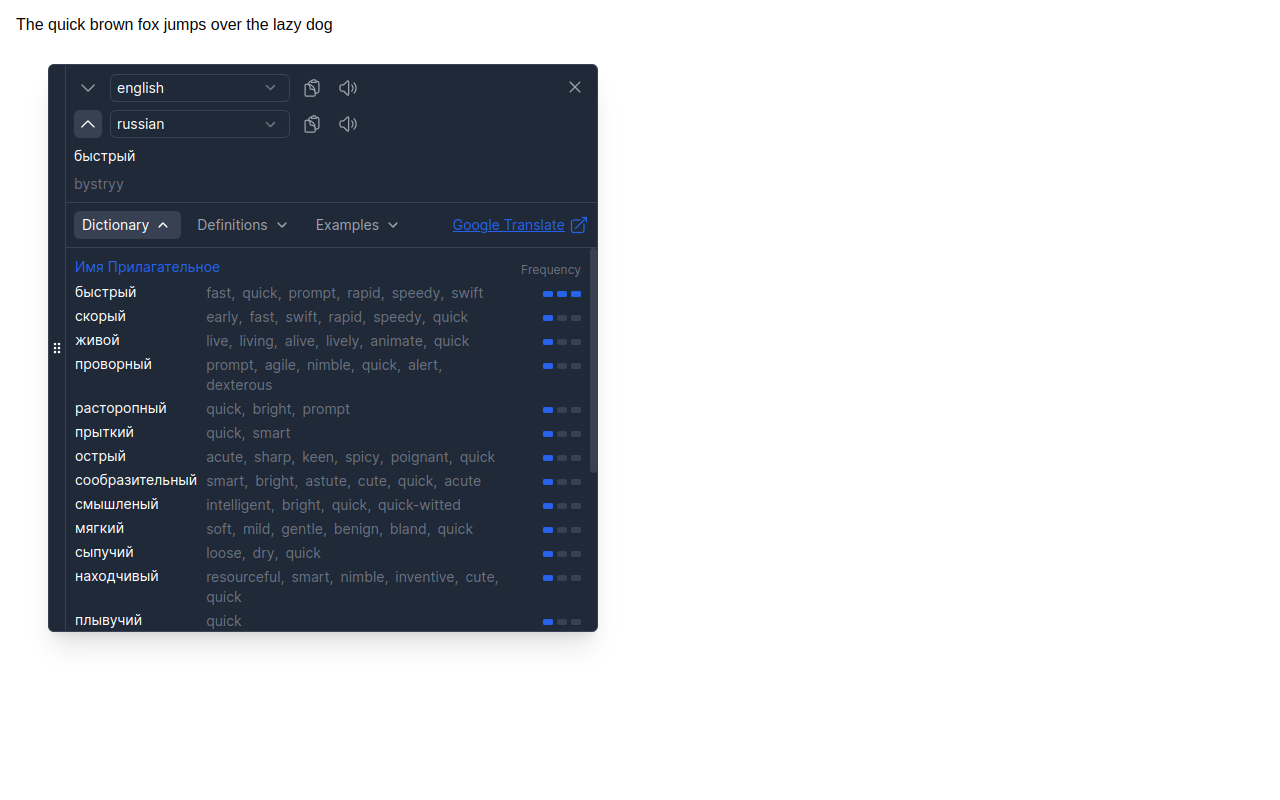 The quick brown fox jumps over the lazy dog
english
russian
быстрый
bystryy
Dictionary Definitions Examples Google Translate
Имя Прилагательное Frequency
быстрый fast, quick, prompt, rapid, speedy, swift
скорый early, fast, swift, rapid, speedy, quick
живой live, living, alive, lively, animate, quick
проворный prompt, agile, nimble, quick, alert,
dexterous
расторопный quick, bright, prompt
прыткий quick, smart
острый acute, sharp, keen, spicy, poignant, quick
сообразительный smart, bright, astute, cute, quick, acute
смышленый intelligent, bright, quick, quick-witted
мягкий soft, mild, gentle, benign, bland, quick
сыпучий loose, dry, quick
находчивый resourceful, smart, nimble, inventive, cute,
quick
плывучий quick